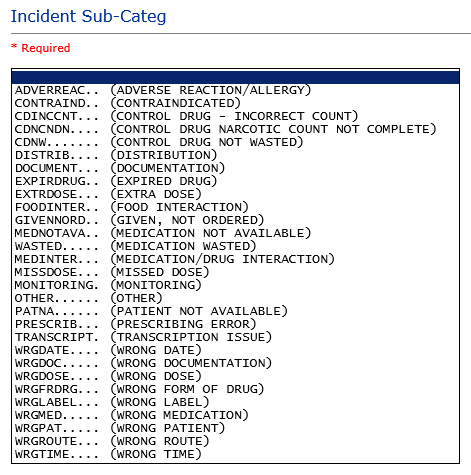 Incident Sub-Categ
* Required
ADVERREAC.. (ADVERSE REACTION/ALLERGY)
CONTRAIND.. (CONTRAINDICATED)
CDINCCNT... (CONTROL DRUG - INCORRECT COUNT)
CDNCNDN.... (CONTROL DRUG NARCOTIC COUNT NOT COMPLETE)
CDNW....... (CONTROL DRUG NOT WASTED)
DISTRIB.... (DISTRIBUTION)
DOCUMENT... (DOCUMENTATION)
EXPIRDRUG.. (EXPIRED DRUG)
EXTRDOSE... (EXTRA DOSE)
FOODINTER.. (FOOD INTERACTION)
GIVENNORD.. (GIVEN, NOT ORDERED)
MEDNOTAVA.. (MEDICATION NOT AVAILABLE)
WASTED..... (MEDICATION WASTED)
MEDINTER... (MEDICATION/DRUG INTERACTION)
MISSDOSE... (MISSED DOSE)
MONITORING. (MONITORING)
OTHER...... (OTHER)
PATNA...... (PATIENT NOT AVAILABLE)
PRESCRIB... (PRESCRIBING ERROR)
TRANSCRIPT. (TRANSCRIPTION ISSUE)
WRGDATE.... (WRONG DATE)
WRGDOC..... (WRONG DOCUMENTATION)
WRGDOSE.... (WRONG DOSE)
WRGFRDRG... (WRONG FORM OF DRUG)
WRGLABEL... (WRONG LABEL)
WRGMED..... (WRONG MEDICATION)
WRGPAT..... (WRONG PATIENT)
WRGROUTE... (WRONG ROUTE)
WRGTIME.... (WRONG TIME)